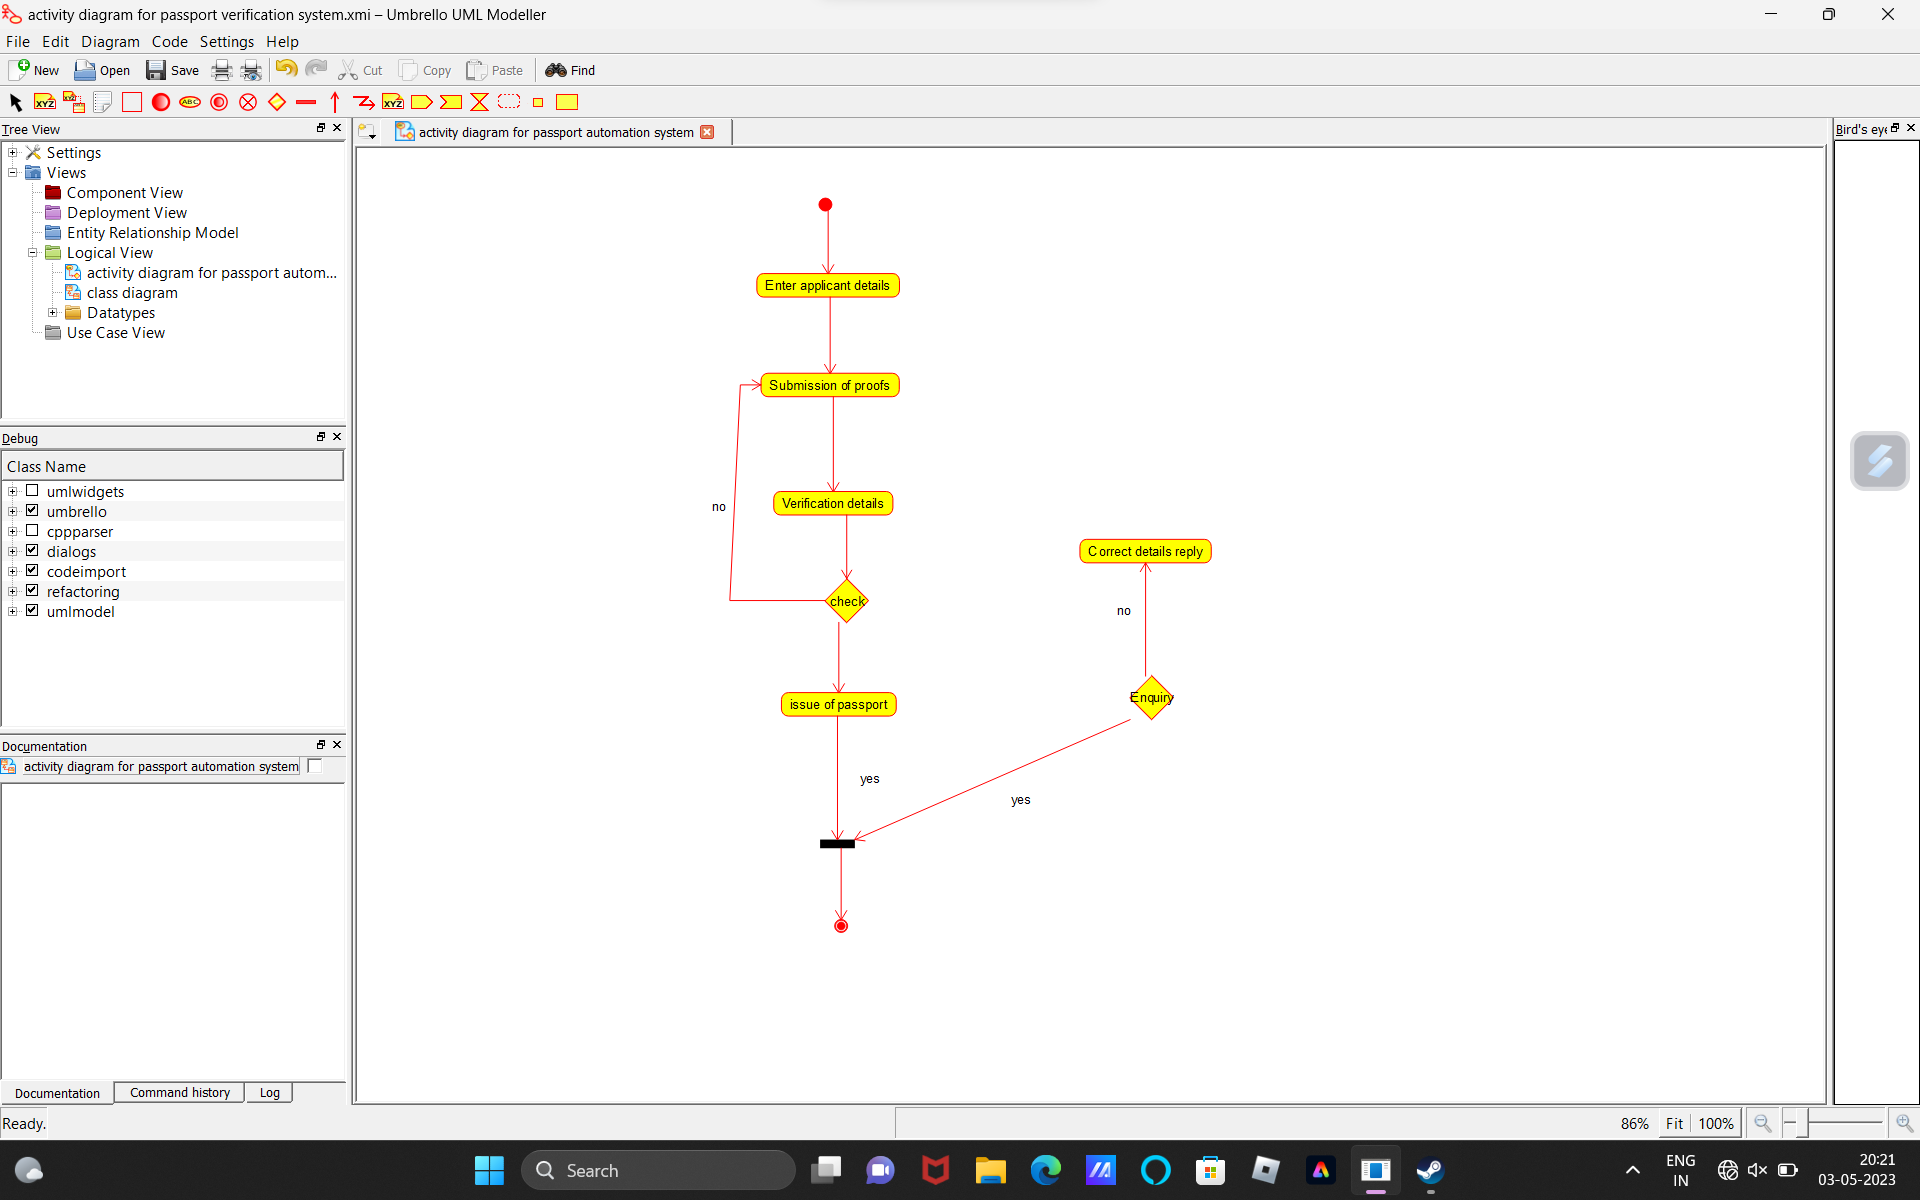 activity diagram for passport verification system.xmi – Umbrello UML Modeller
File Edit Diagram Code Settings Help
New Open Save Cut Copy Paste Find
XYZ ABC XYZ
Tree View
Settings
Views
Component View
Deployment View
Entity Relationship Model
Logical View
activity diagram for passport autom...
class diagram
Datatypes
Use Case View
Debug
Class Name
umlwidgets
umbrello
cppparser
dialogs
codeimport
refactoring
umlmodel
Documentation
activity diagram for passport automation system
Documentation Command history Log
Ready.
activity diagram for passport automation system
Enter applicant details
Submission of proofs
no
Verification details
check
issue of passport
yes
Correct details reply
no
Enquiry
yes
Bird's eye
86% Fit 100%
Search
ENG
IN
20:21
03-05-2023